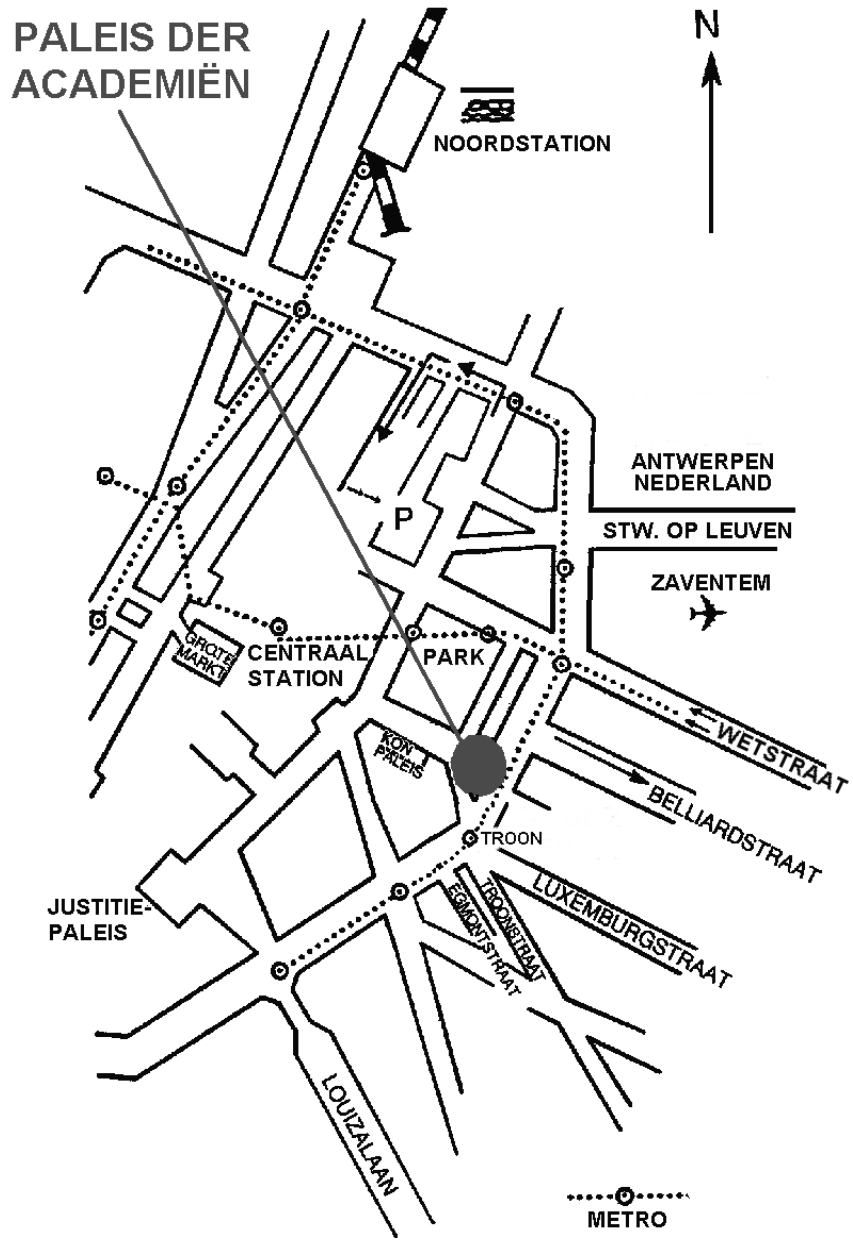 PALEIS DER
ACADEMIËN
N
NOORDSTATION
ANTWERPEN
NEDERLAND
P
STW. OP LEUVEN
ZAVENTEM
GROTE
MARKT
CENTRAAL
STATION
PARK
KON
PALEIS
WETSTRAAT
BELLIARDSTRAAT
TROON
LUXEMBURGSTRAAT
TROONSTRAAT
EGMONTSTRAAT
JUSTITIE-
PALEIS
LOUIZALAAN
METRO